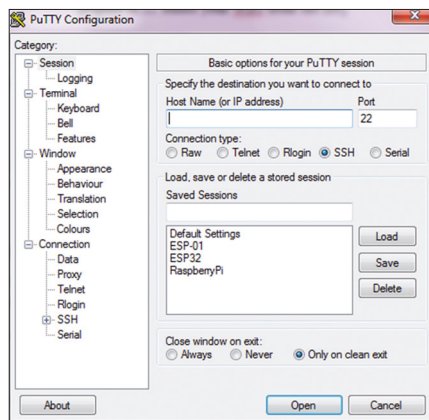 PuTTY Configuration
Category:
Session
Logging
Terminal
Keyboard
Bell
Features
Window
Appearance
Behaviour
Translation
Selection
Colours
Connection
Data
Proxy
Telnet
Rlogin
SSH
Serial
Basic options for your PuTTY session
Specify the destination you want to connect to
Host Name (or IP address) Port
22
Connection type:
Raw Telnet Rlogin SSH Serial
Load, save or delete a stored session
Saved Sessions
Default Settings
ESP-01
ESP32
RaspberryPi
Load
Save
Delete
Close window on exit:
Always Never Only on clean exit
About Open Cancel